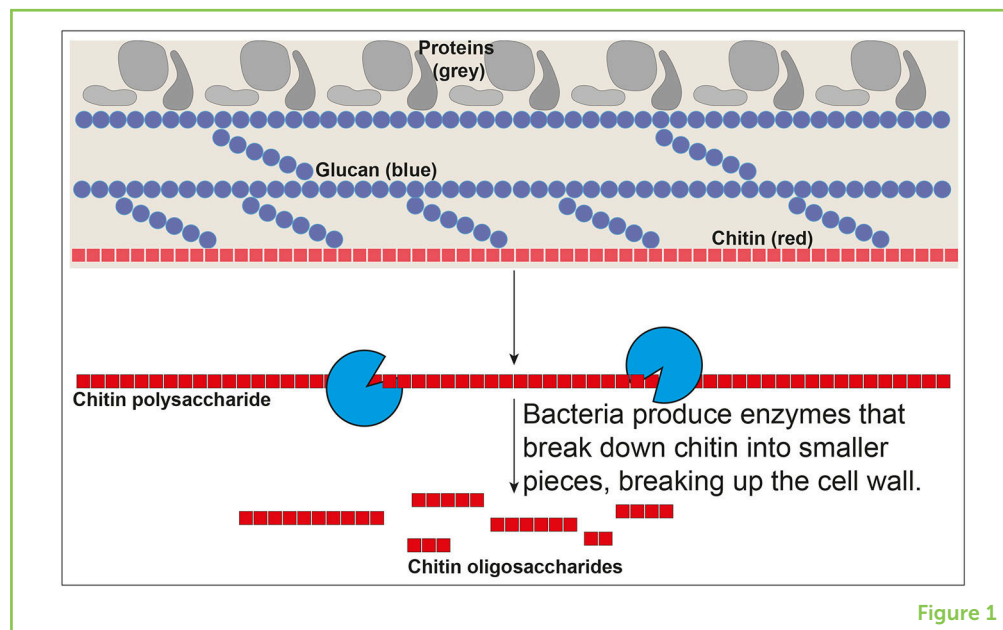 Proteins
(grey)
Glucan (blue)
Chitin (red)
Chitin polysaccharide
Bacteria produce enzymes that
break down chitin into smaller
pieces, breaking up the cell wall.
Chitin oligosaccharides
Figure 1